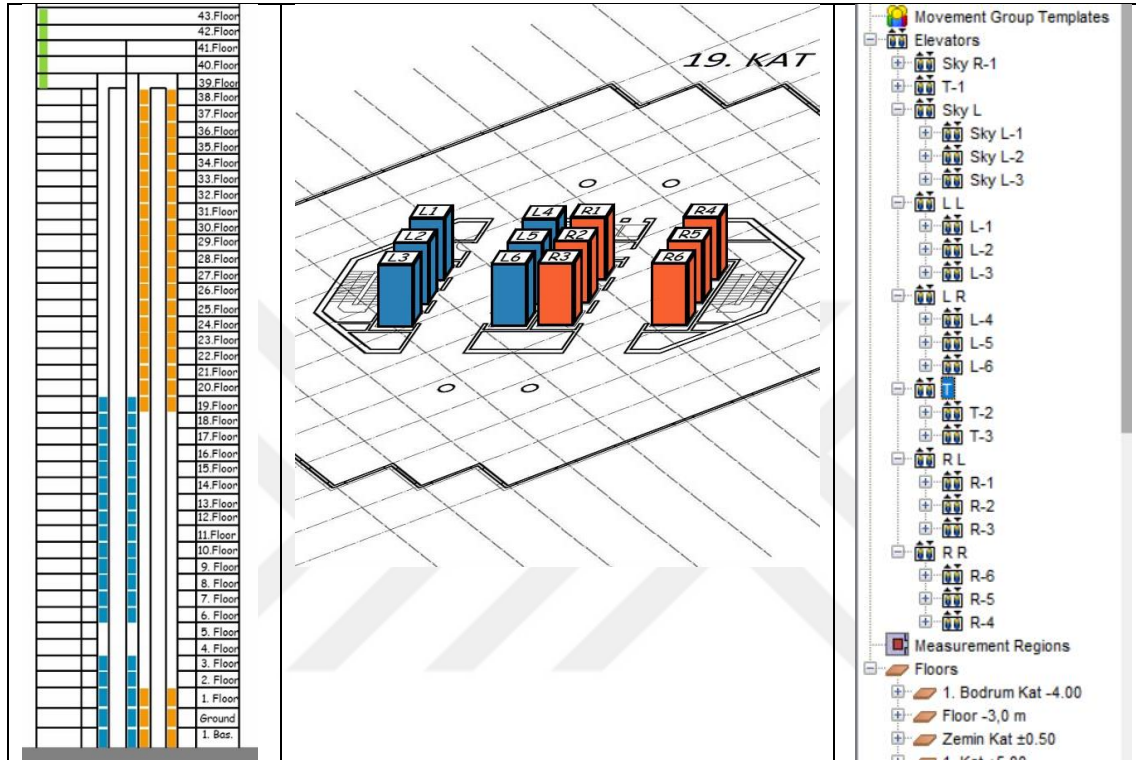 43.Floor
42.Floor
41.Floor
40.Floor
39.Floor
38.Floor
37.Floor
36.Floor
35.Floor
34.Floor
33.Floor
32.Floor
31.Floor
30.Floor
29.Floor
28.Floor
27.Floor
26.Floor
25.Floor
24.Floor
23.Floor
22.Floor
21.Floor
20.Floor
19.Floor
18.Floor
17.Floor
16.Floor
15.Floor
14.Floor
13.Floor
12.Floor
11.Floor
10.Floor
9. Floor
8. Floor
7. Floor
6. Floor
5. Floor
4. Floor
3. Floor
2. Floor
1. Floor
Ground
1. Bas.
19. KAT
L1 L4 R1 R4
L2 L5 R2 R5
L3 L6 R3 R6
Movement Group Templates
Elevators
Sky R-1
T-1
Sky L
Sky L-1
Sky L-2
Sky L-3
L L
L-1
L-2
L-3
L R
L-4
L-5
L-6
T
T-2
T-3
R L
R-1
R-2
R-3
R R
R-6
R-5
R-4
Measurement Regions
Floors
1. Bodrum Kat -4.00
Floor -3,0 m
Zemin Kat ±0.50